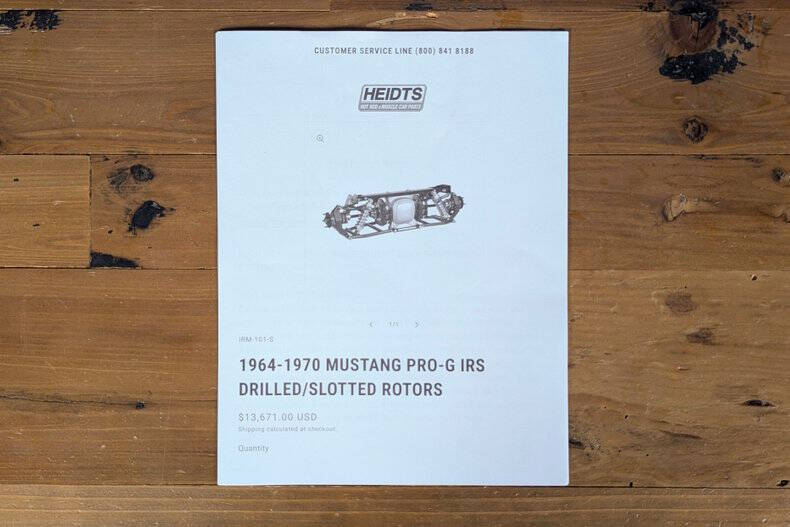 CUSTOMER SERVICE LINE (800) 841 8188
HEIDTS
HOT ROD & MUSCLE CAR PARTS
1/1
IRM-101-S
1964-1970 MUSTANG PRO-G IRS
DRILLED/SLOTTED ROTORS
$13,671.00 USD
Shipping calculated at checkout.
Quantity